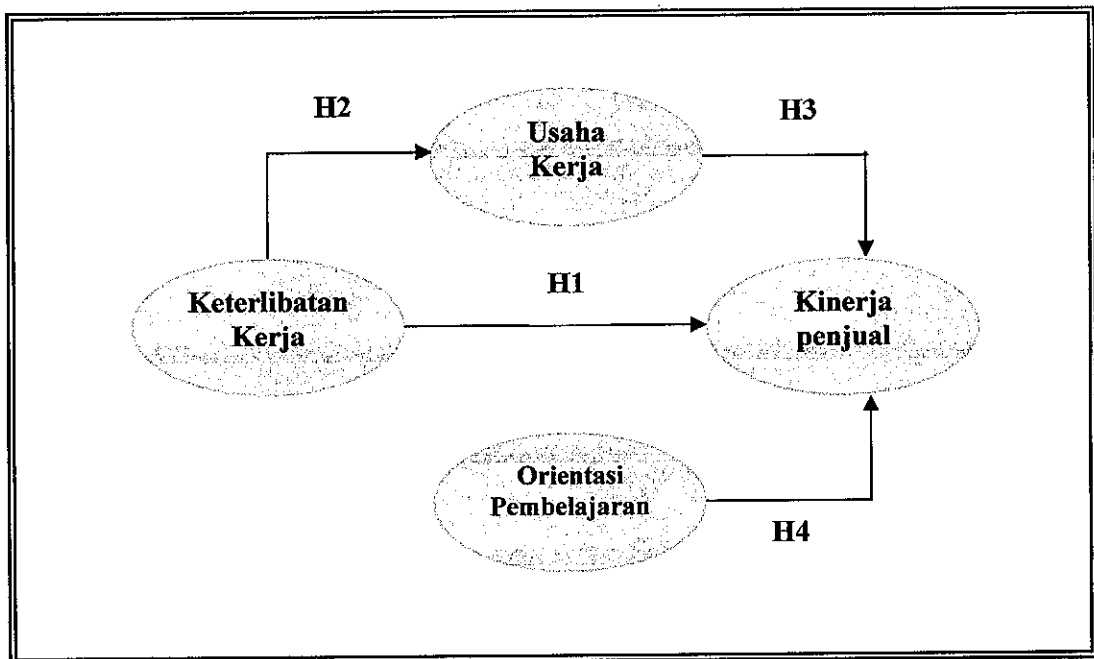 H2
H3
Usaha
Kerja
H1
Keterlibatan
Kerja
Kinerja
penjual
Orientasi
Pembelajaran
H4